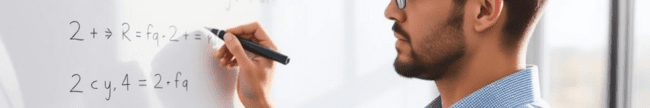 2 + → R = fq · 2 + =
2 c y, 4 = 2 · fq